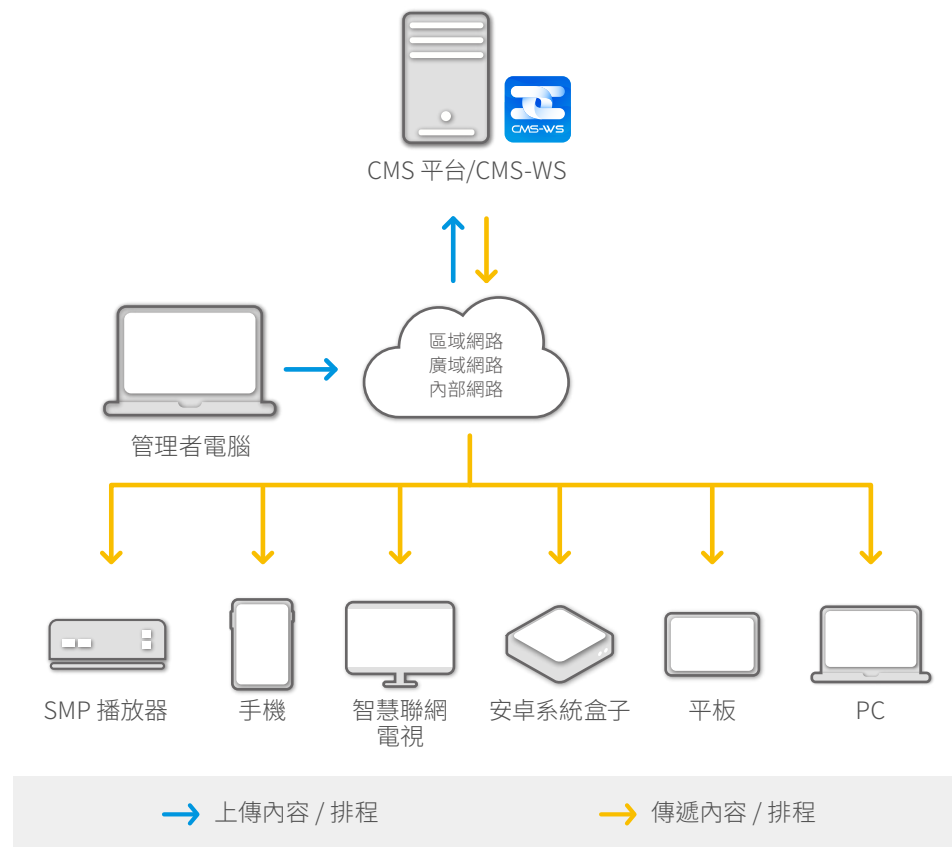 CMS-WS
CMS 平台/CMS-WS
區域網路
廣域網路
內部網路
管理者電腦
SMP 播放器
手機
智慧聯網
電視
安卓系統盒子
平板
PC
上傳內容 / 排程
傳遞內容 / 排程